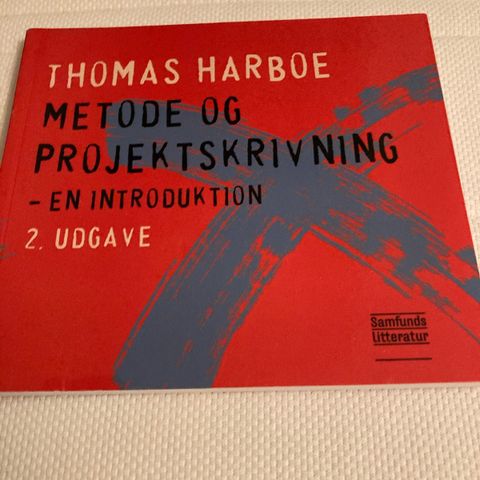 THOMAS HARBOE
METODE OG
PROJEKTSKRIVNING
- EN INTRODUKTION
2. UDGAVE
Samfunds
litteratur